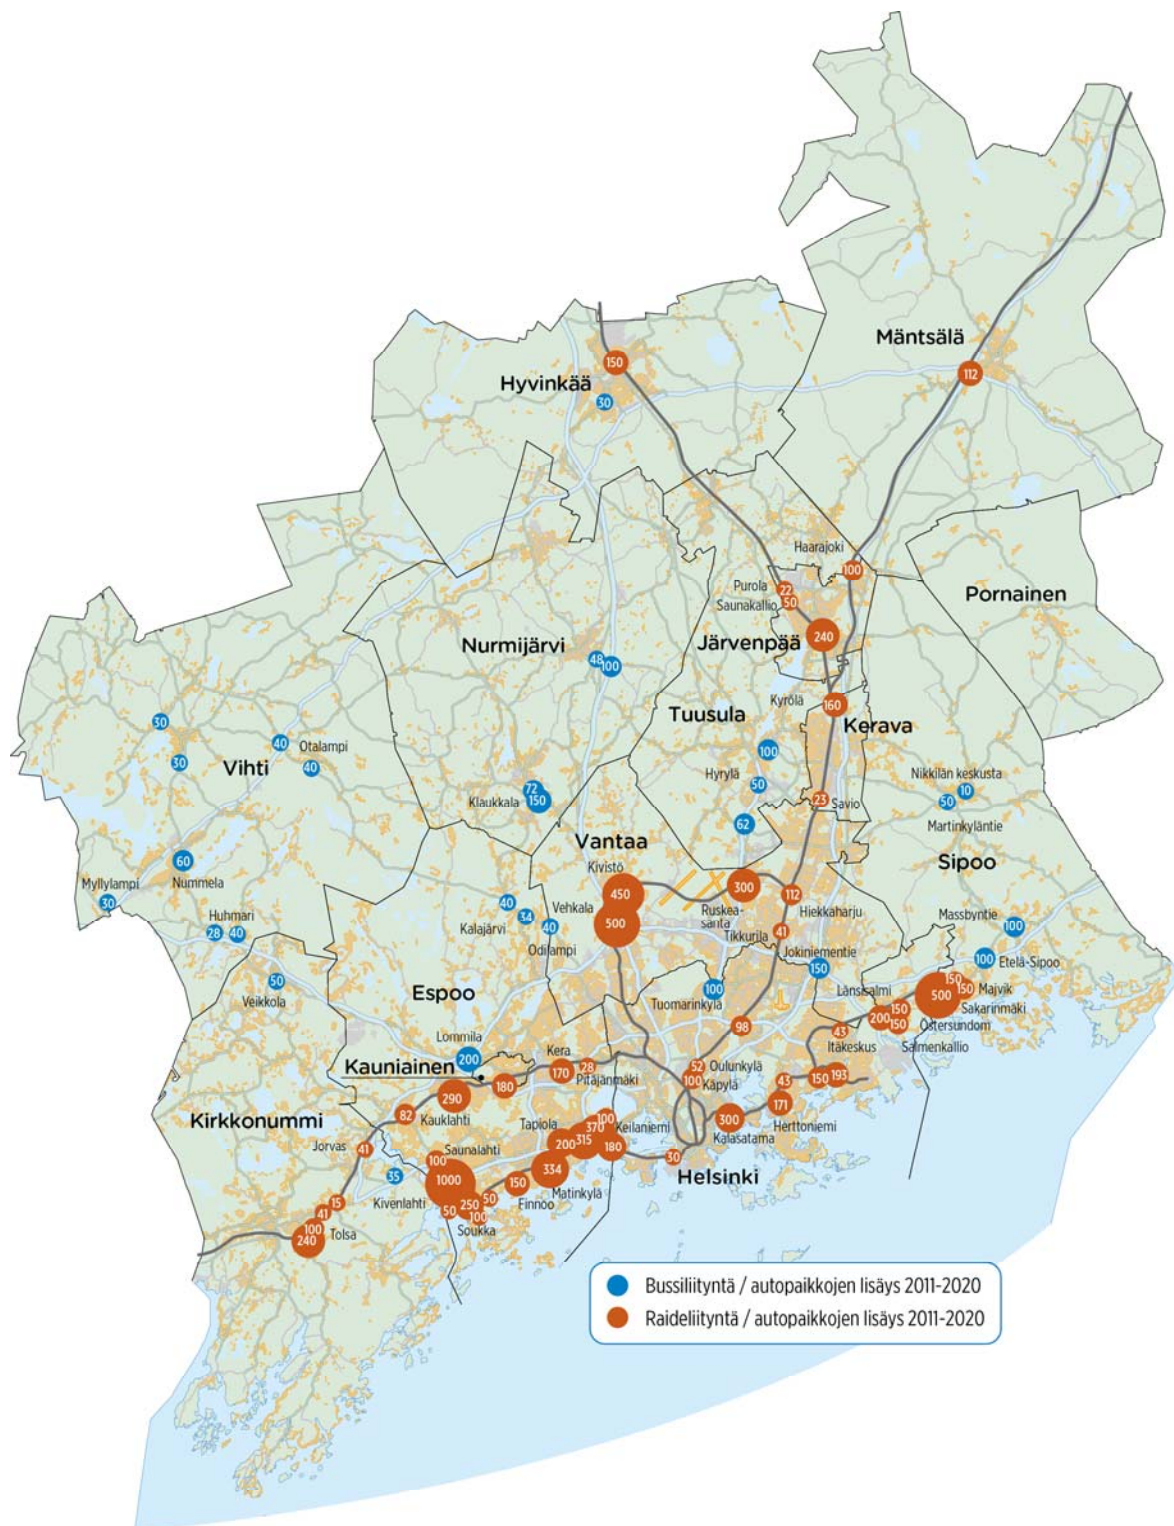 Mäntsälä
150
112
Hyvinkää
30
Haarajoki
100
Purola
22
Saunakallio
50
Pornainen
Nurmijärvi
48
100
Järvenpää
240
Kyrölä
160
Tuusula
Kerava
30
40
Otalampi
30
40
Vihti
100
Hyrylä
50
72
150
Klaukkala
Nikkilän keskusta
10
50
Martinkyläntie
23
Savio
62
Vantaa
Kivistö
Sipoo
60
Nummela
Myllylampi
30
450
300
112
Ruskea-
santa
Hiekkaharju
Vehkala
500
40
34
Kalajärvi
40
Odilampi
Huhmari
28
40
Massbyntie
100
Tikkurila
41
Jokiniementie
150
100
Etelä-Sipoo
50
Veikkola
Espoo
Tuomarinkylä
100
Länsisalmi
150
150
Majvik
500
Sakarinmäki
Östersundom
200
150
150
Salmenkallio
98
43
Itäkeskus
Lommila
200
Kera
170
28
Pitäjänmäki
52
Oulunkylä
100
Käpylä
43
150
193
Kauniainen
180
290
Kauklahti
82
171
Herttoniemi
300
Kalasatama
Kirkkonummi
Tapiola
100
370
Keilaniemi
315
200
180
30
Helsinki
Jorvas
41
Saunalahti
100
1000
334
Matinkylä
150
Finnoo
35
Kivenlahti
250
50
50
100
Soukka
15
41
100
240
Tolsa
Bussiliityntä / autopaikkojen lisäys 2011-2020
Raideliityntä / autopaikkojen lisäys 2011-2020